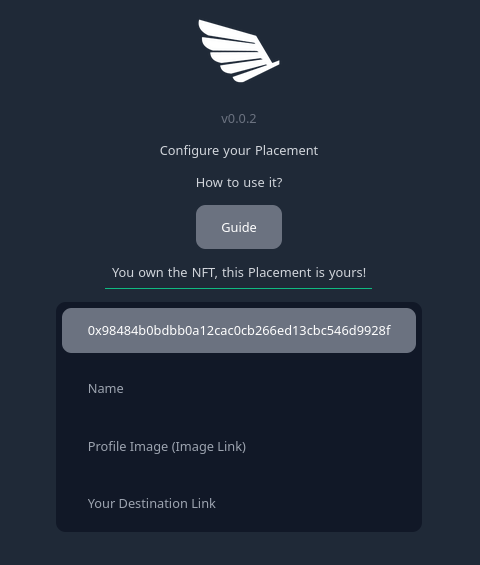 v0.0.2
Configure your Placement
How to use it?
Guide
You own the NFT, this Placement is yours!
0x98484b0bdbb0a12cac0cb266ed13cbc546d9928f
Name
Profile Image (Image Link)
Your Destination Link